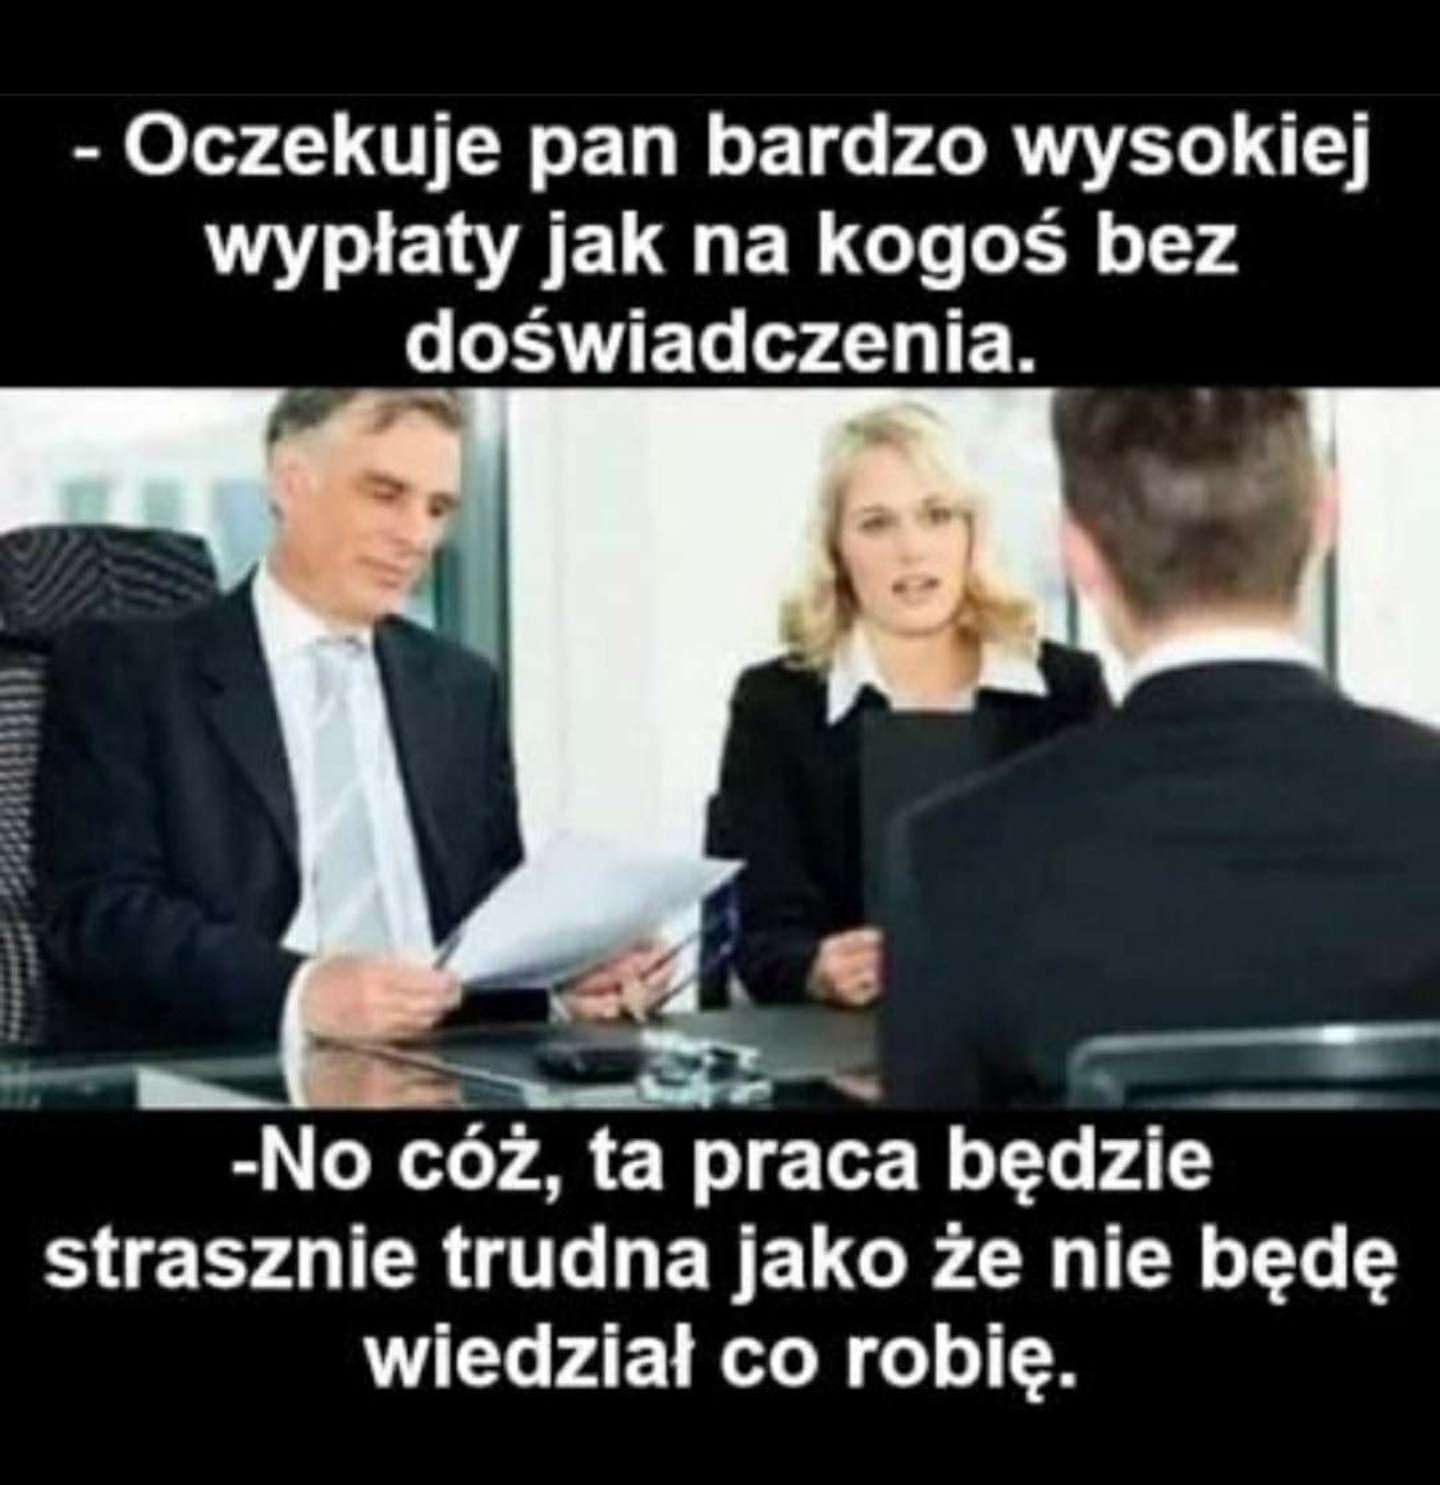 - Oczekuje pan bardzo wysokiej
wypłaty jak na kogoś bez
doświadczenia.
-No cóż, ta praca będzie
strasznie trudna jako że nie będę
wiedział co robię.